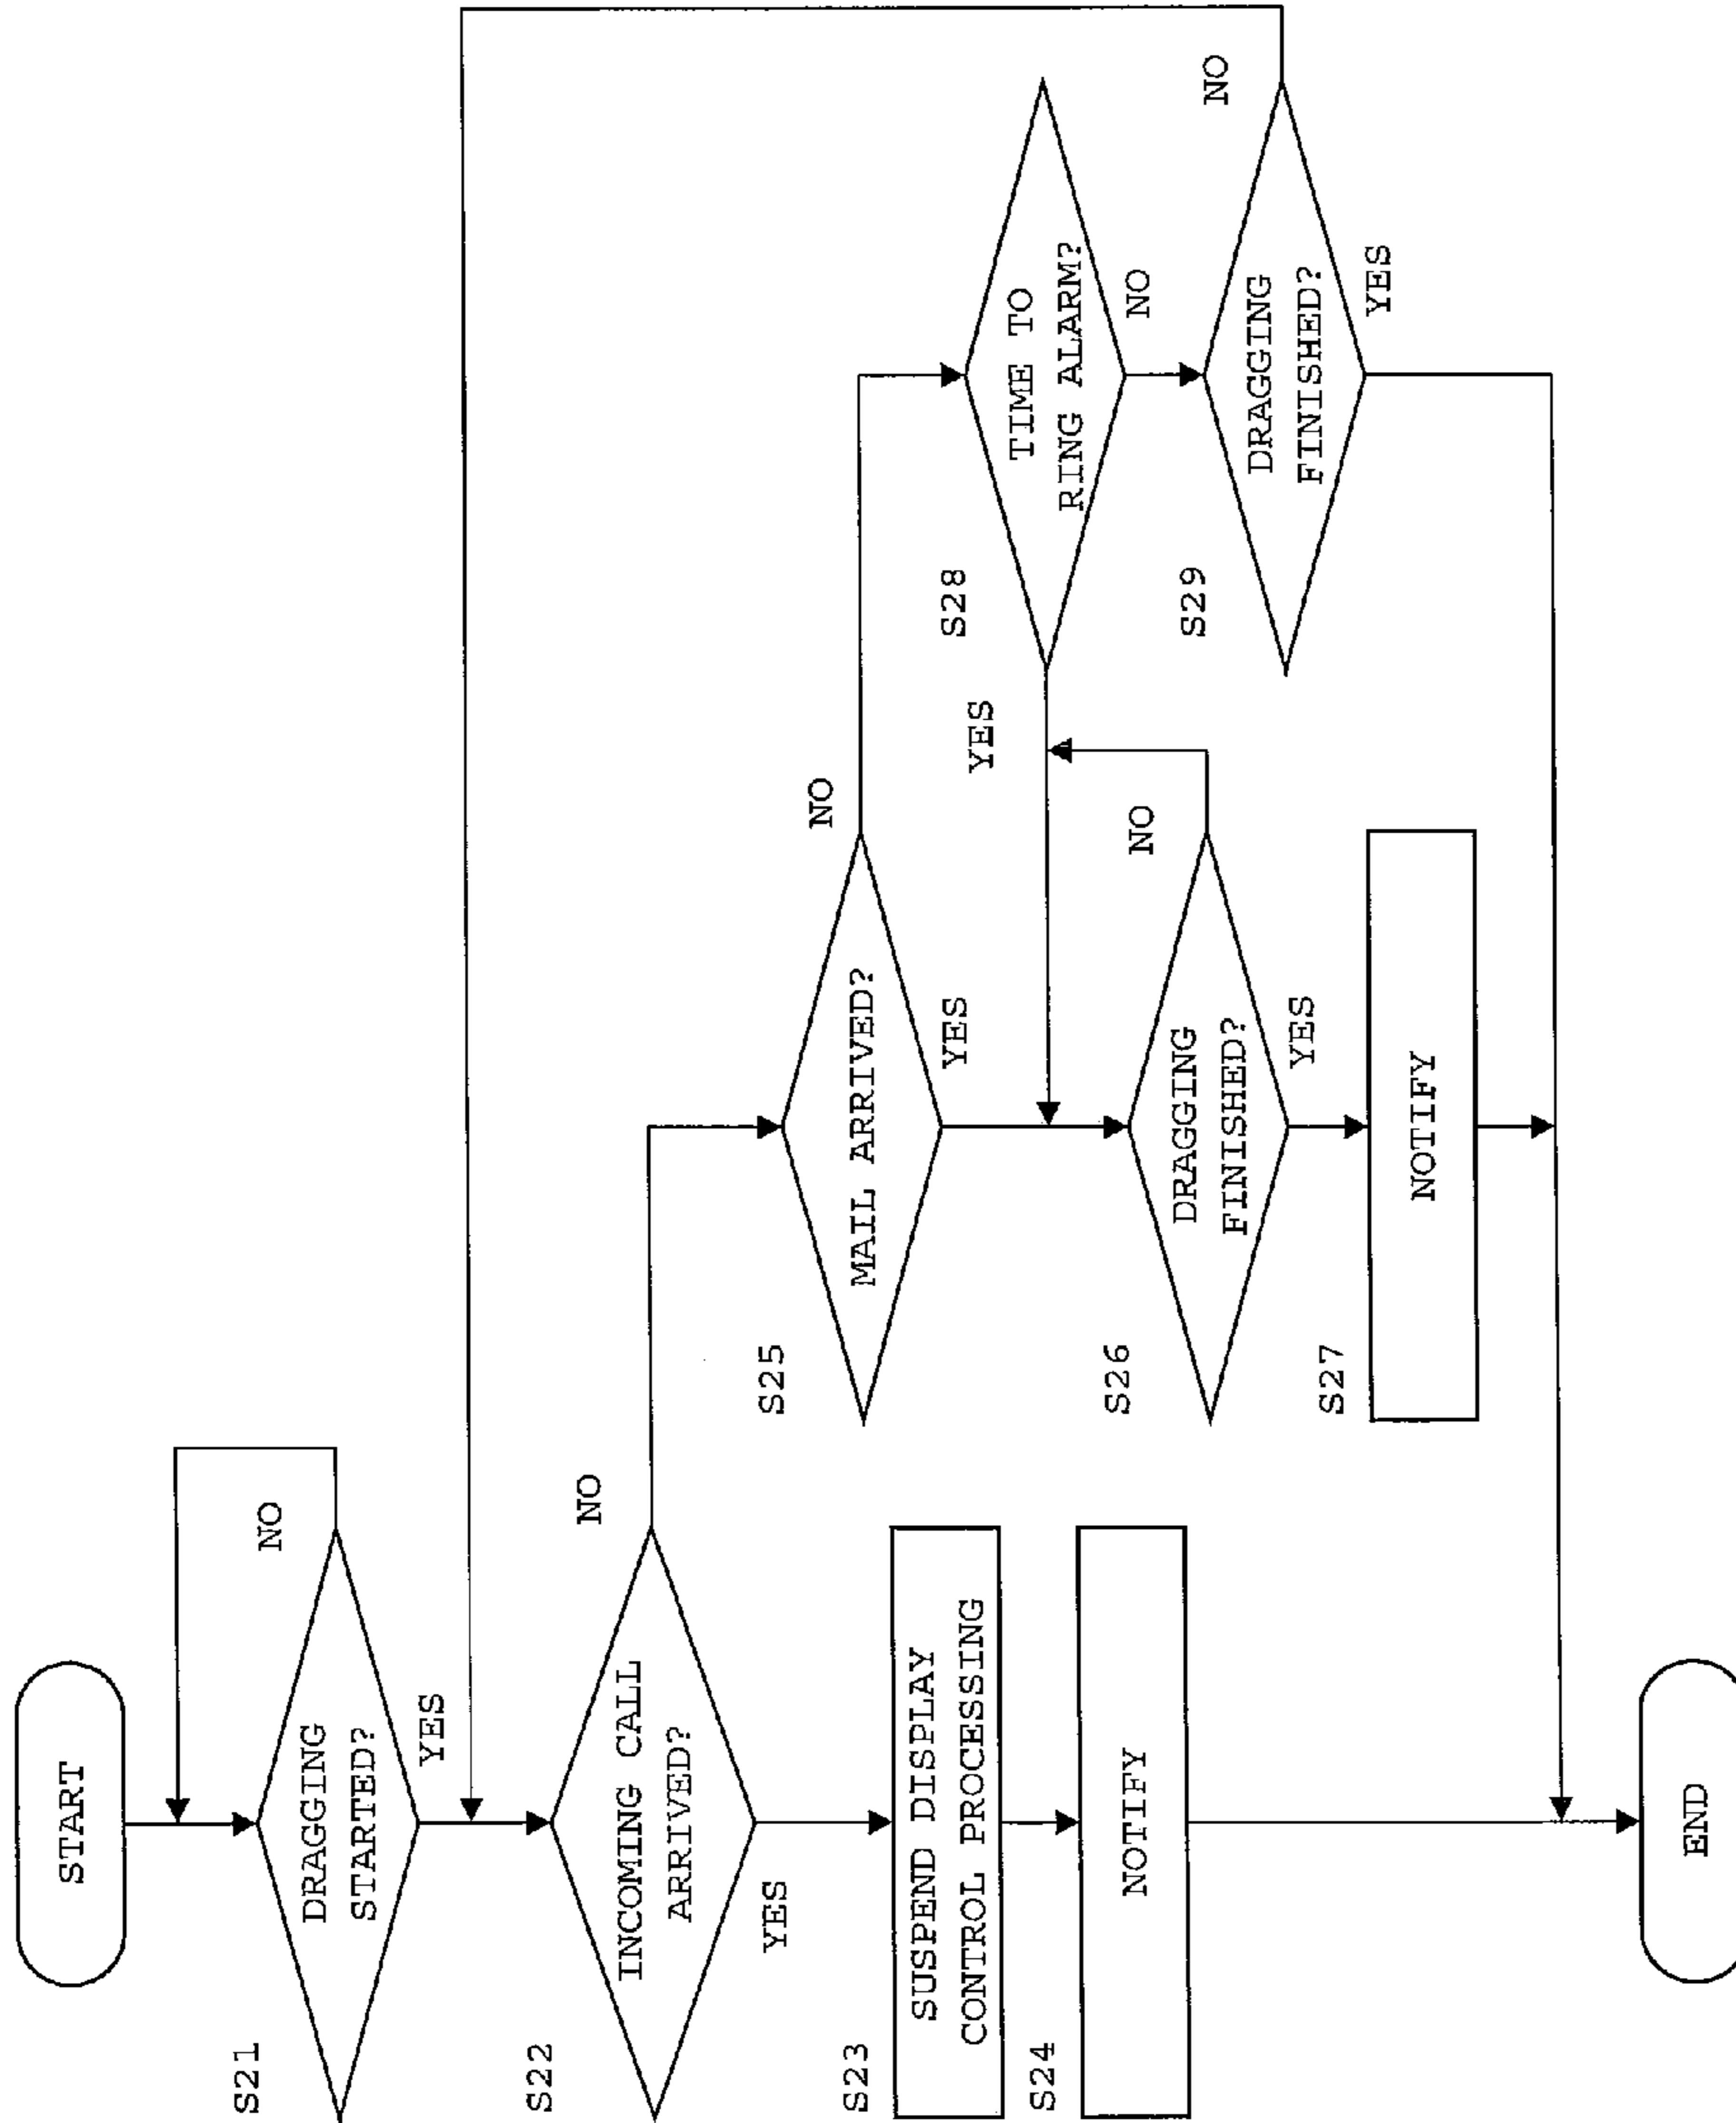 START
S21
DRAGGING
STARTED?
NO
YES
S22
INCOMING CALL
ARRIVED?
NO
YES
S23
SUSPEND DISPLAY
CONTROL PROCESSING
S24
NOTIFY
S25
MAIL ARRIVED?
NO
YES
S26
DRAGGING
FINISHED?
NO
YES
S27
NOTIFY
S28
TIME TO
RING ALARM?
YES
NO
S29
DRAGGING
FINISHED?
NO
YES
END